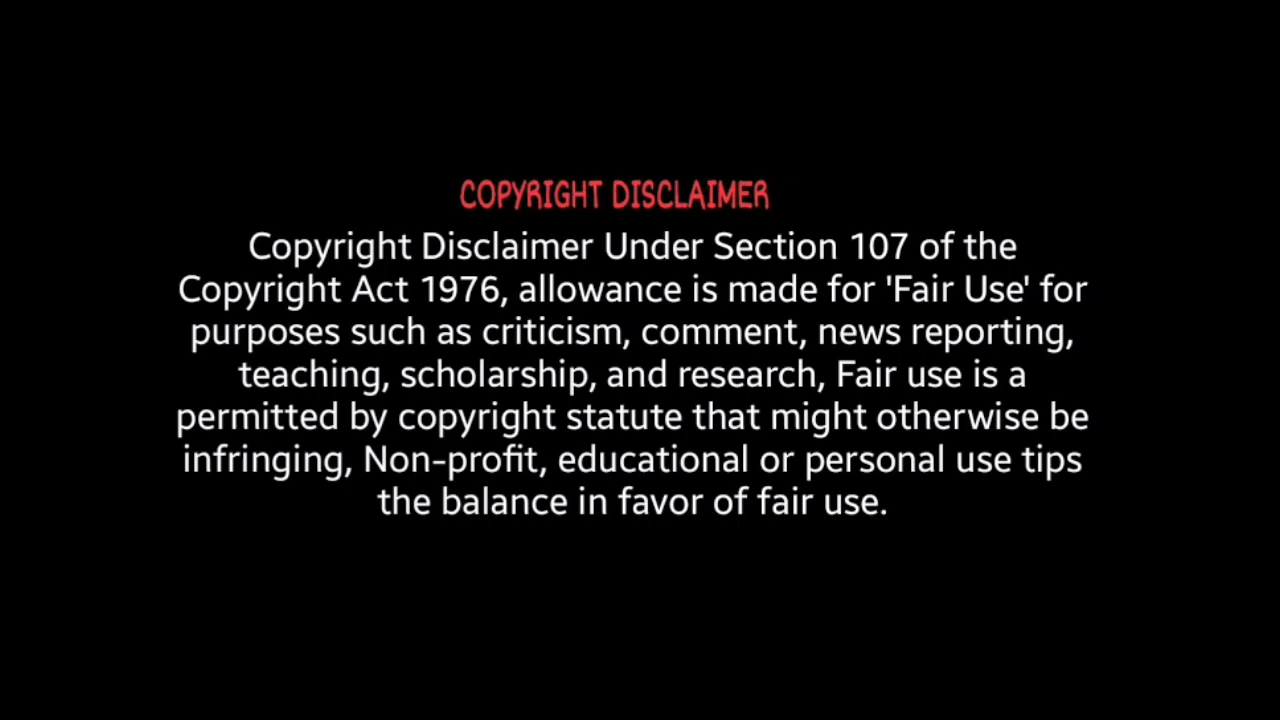 COPYRIGHT DISCLAIMER
Copyright Disclaimer Under Section 107 of the
Copyright Act 1976, allowance is made for 'Fair Use' for
purposes such as criticism, comment, news reporting,
teaching, scholarship, and research, Fair use is a
permitted by copyright statute that might otherwise be
infringing, Non-profit, educational or personal use tips
the balance in favor of fair use.